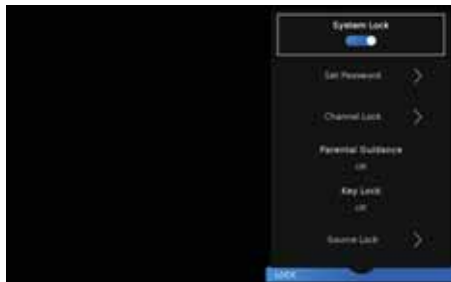 System Lock
Set Password
Channel Lock
Parental Guidance
Off
Key Lock
Off
Source Lock
LOCK